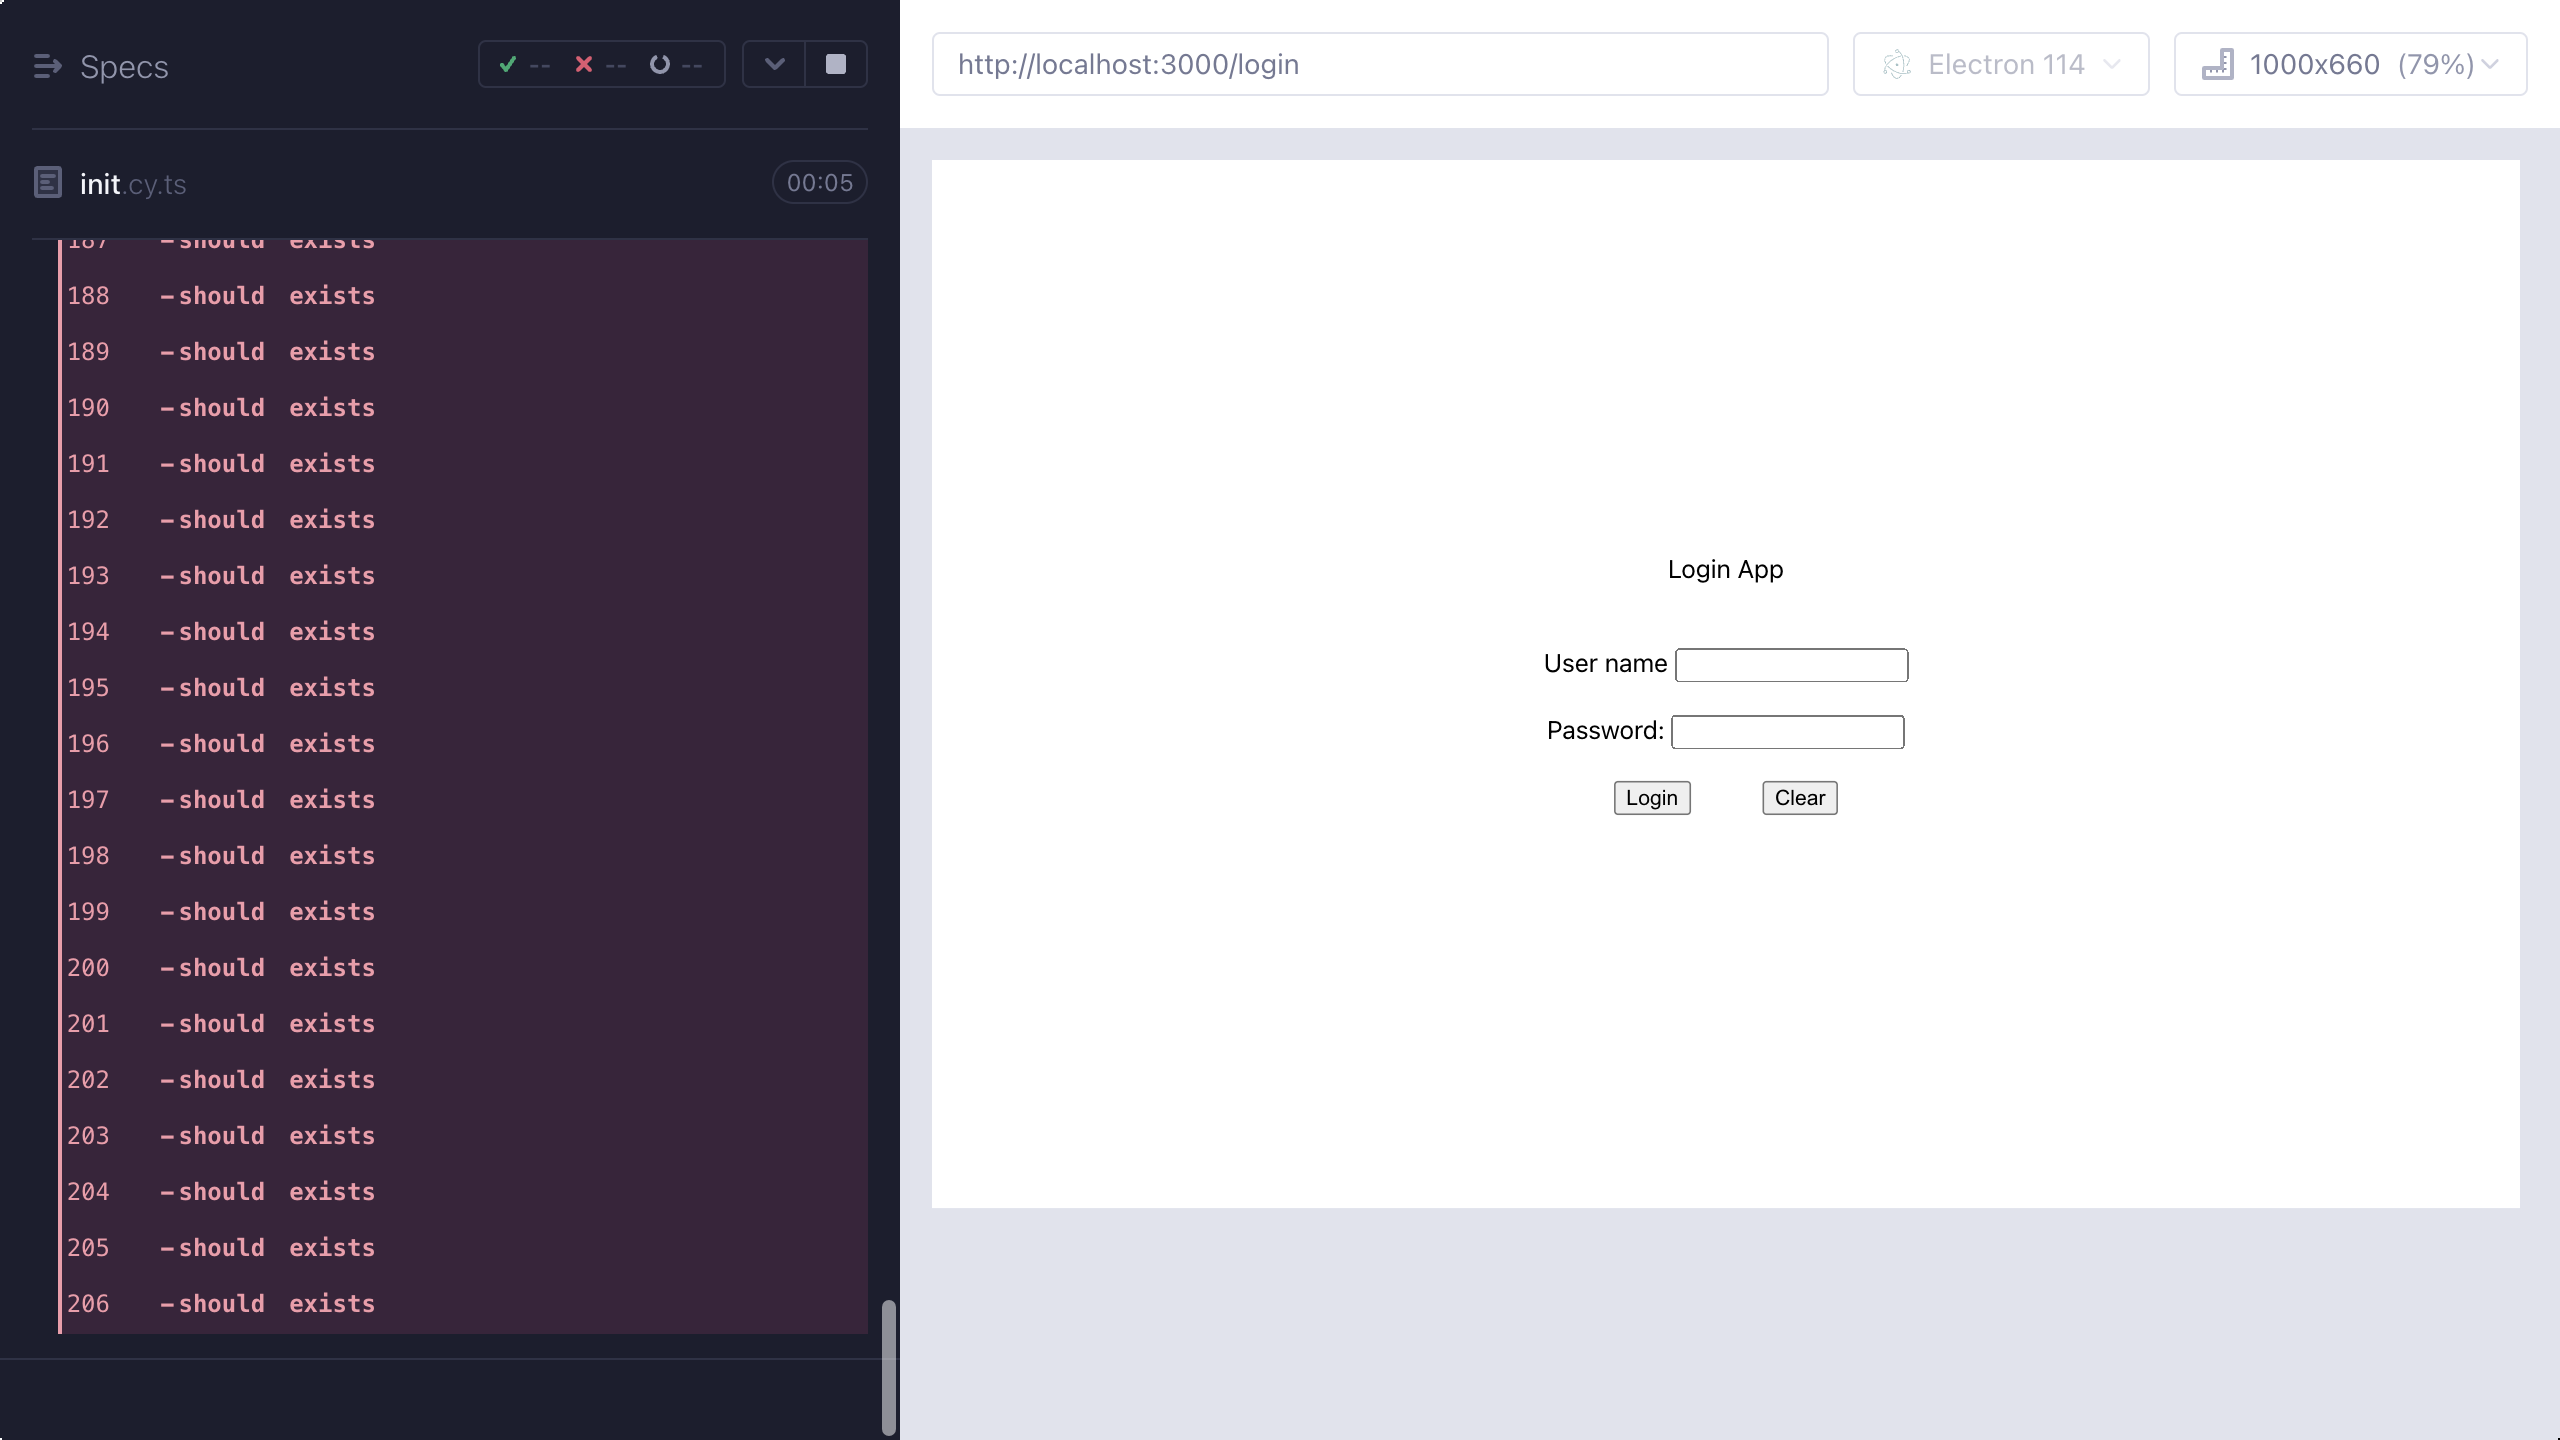 Specs
-- -- --
init.cy.ts
00:05
187 -should exists
188 -should exists
189 -should exists
190 -should exists
191 -should exists
192 -should exists
193 -should exists
194 -should exists
195 -should exists
196 -should exists
197 -should exists
198 -should exists
199 -should exists
200 -should exists
201 -should exists
202 -should exists
203 -should exists
204 -should exists
205 -should exists
206 -should exists
http://localhost:3000/login
Electron 114
1000x660 (79%)
Login App
User name
Password:
Login Clear